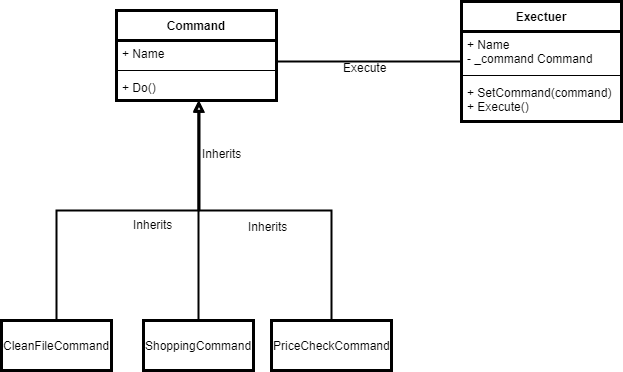 Command
+ Name
+ Do()
Exectuer
+ Name
- _command Command
+ SetCommand(command)
+ Execute()
Execute
Inherits
Inherits
Inherits
CleanFileCommand
ShoppingCommand
PriceCheckCommand